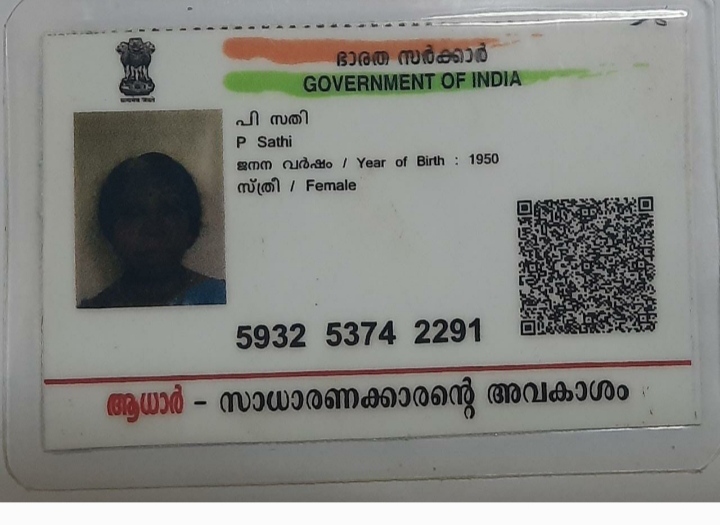 ഭാരത സർക്കാർ
GOVERNMENT OF INDIA
പി സതി
P Sathi
ജനന വർഷം / Year of Birth : 1950
സ്ത്രീ / Female
5932 5374 2291
ആധാർ – സാധാരണക്കാരന്റെ അവകാശം